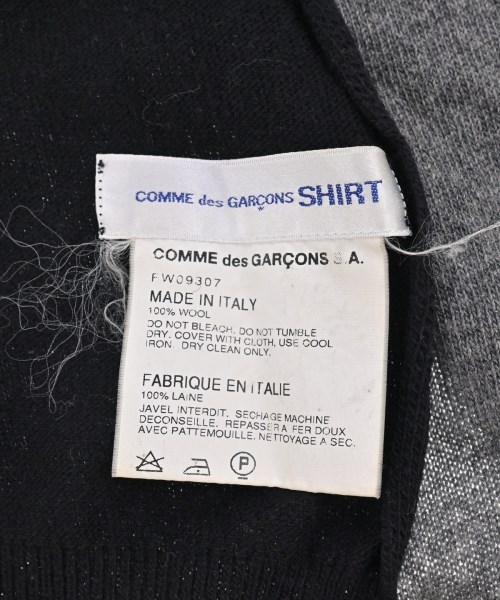 COMME des GARÇONS SHIRT
COMME des GARÇONS S.A.
FW09307
MADE IN ITALY
100% WOOL
DO NOT BLEACH. DO NOT TUMBLE
DRY. COVER WITH CLOTH, USE COOL
IRON. DRY CLEAN ONLY.
FABRIQUE EN ITALIE
100% LAINE
JAVEL INTERDIT. SECHAGE MACHINE
DECONSEILLE. REPASSER A FER DOUX
AVEC PATTEMOUILLE. NETTOYAGE A SEC.
P